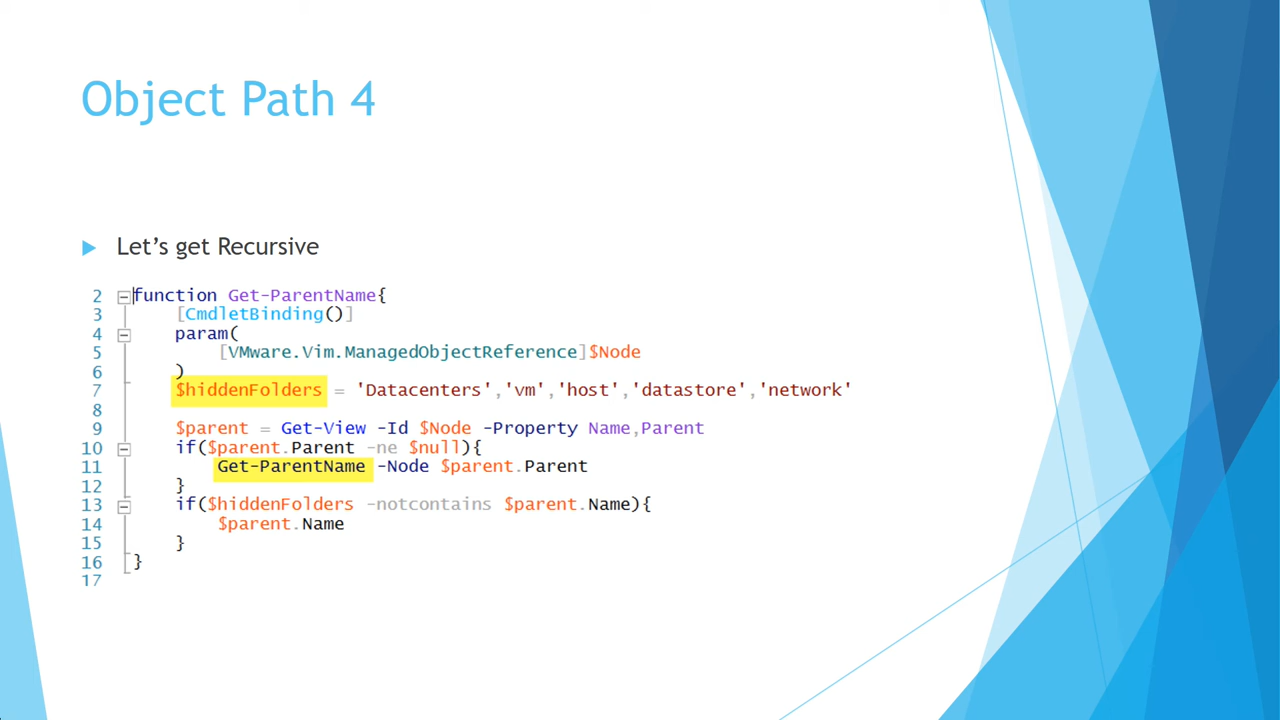 Object Path 4
Let’s get Recursive
2 function Get-ParentName{
3 [CmdletBinding()]
4 param(
5 [VMware.Vim.ManagedObjectReference]$Node
6 )
7 $hiddenFolders = 'Datacenters','vm','host','datastore','network'
8
9 $parent = Get-View -Id $Node -Property Name,Parent
10 if($parent.Parent -ne $null){
11 Get-ParentName -Node $parent.Parent
12 }
13 if($hiddenFolders -notcontains $parent.Name){
14 $parent.Name
15 }
16 }
17